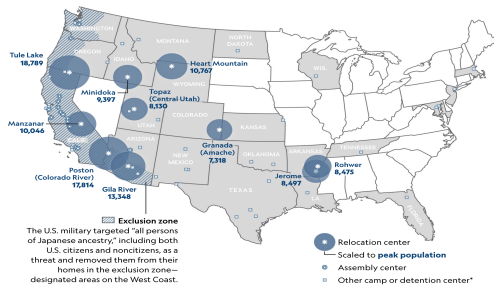 WASHINGTON
MONTANA
NORTH
DAKOTA
OREGON
IDAHO
WIS.
Tule Lake
18,789
Heart Mountain
10,767
WYOMING
Minidoka
9,397
Topaz
(Central Utah)
8,130
UTAH
COLORADO
KANSAS
Manzanar
10,046
Granada
(Amache)
7,318
ARIZONA
NEW
MEXICO
OKLAHOMA
ARKANSAS
TENNESSEE
Poston
(Colorado River)
17,814
Gila River
13,348
Jerome
8,497
Rohwer
8,475
TEXAS
LA.
FLORIDA
Exclusion zone
The U.S. military targeted "all persons
of Japanese ancestry," including both
U.S. citizens and noncitizens, as a
threat and removed them from their
homes in the exclusion zone—
designated areas on the West Coast.
Relocation center
Scaled to peak population
Assembly center
Other camp or detention center*